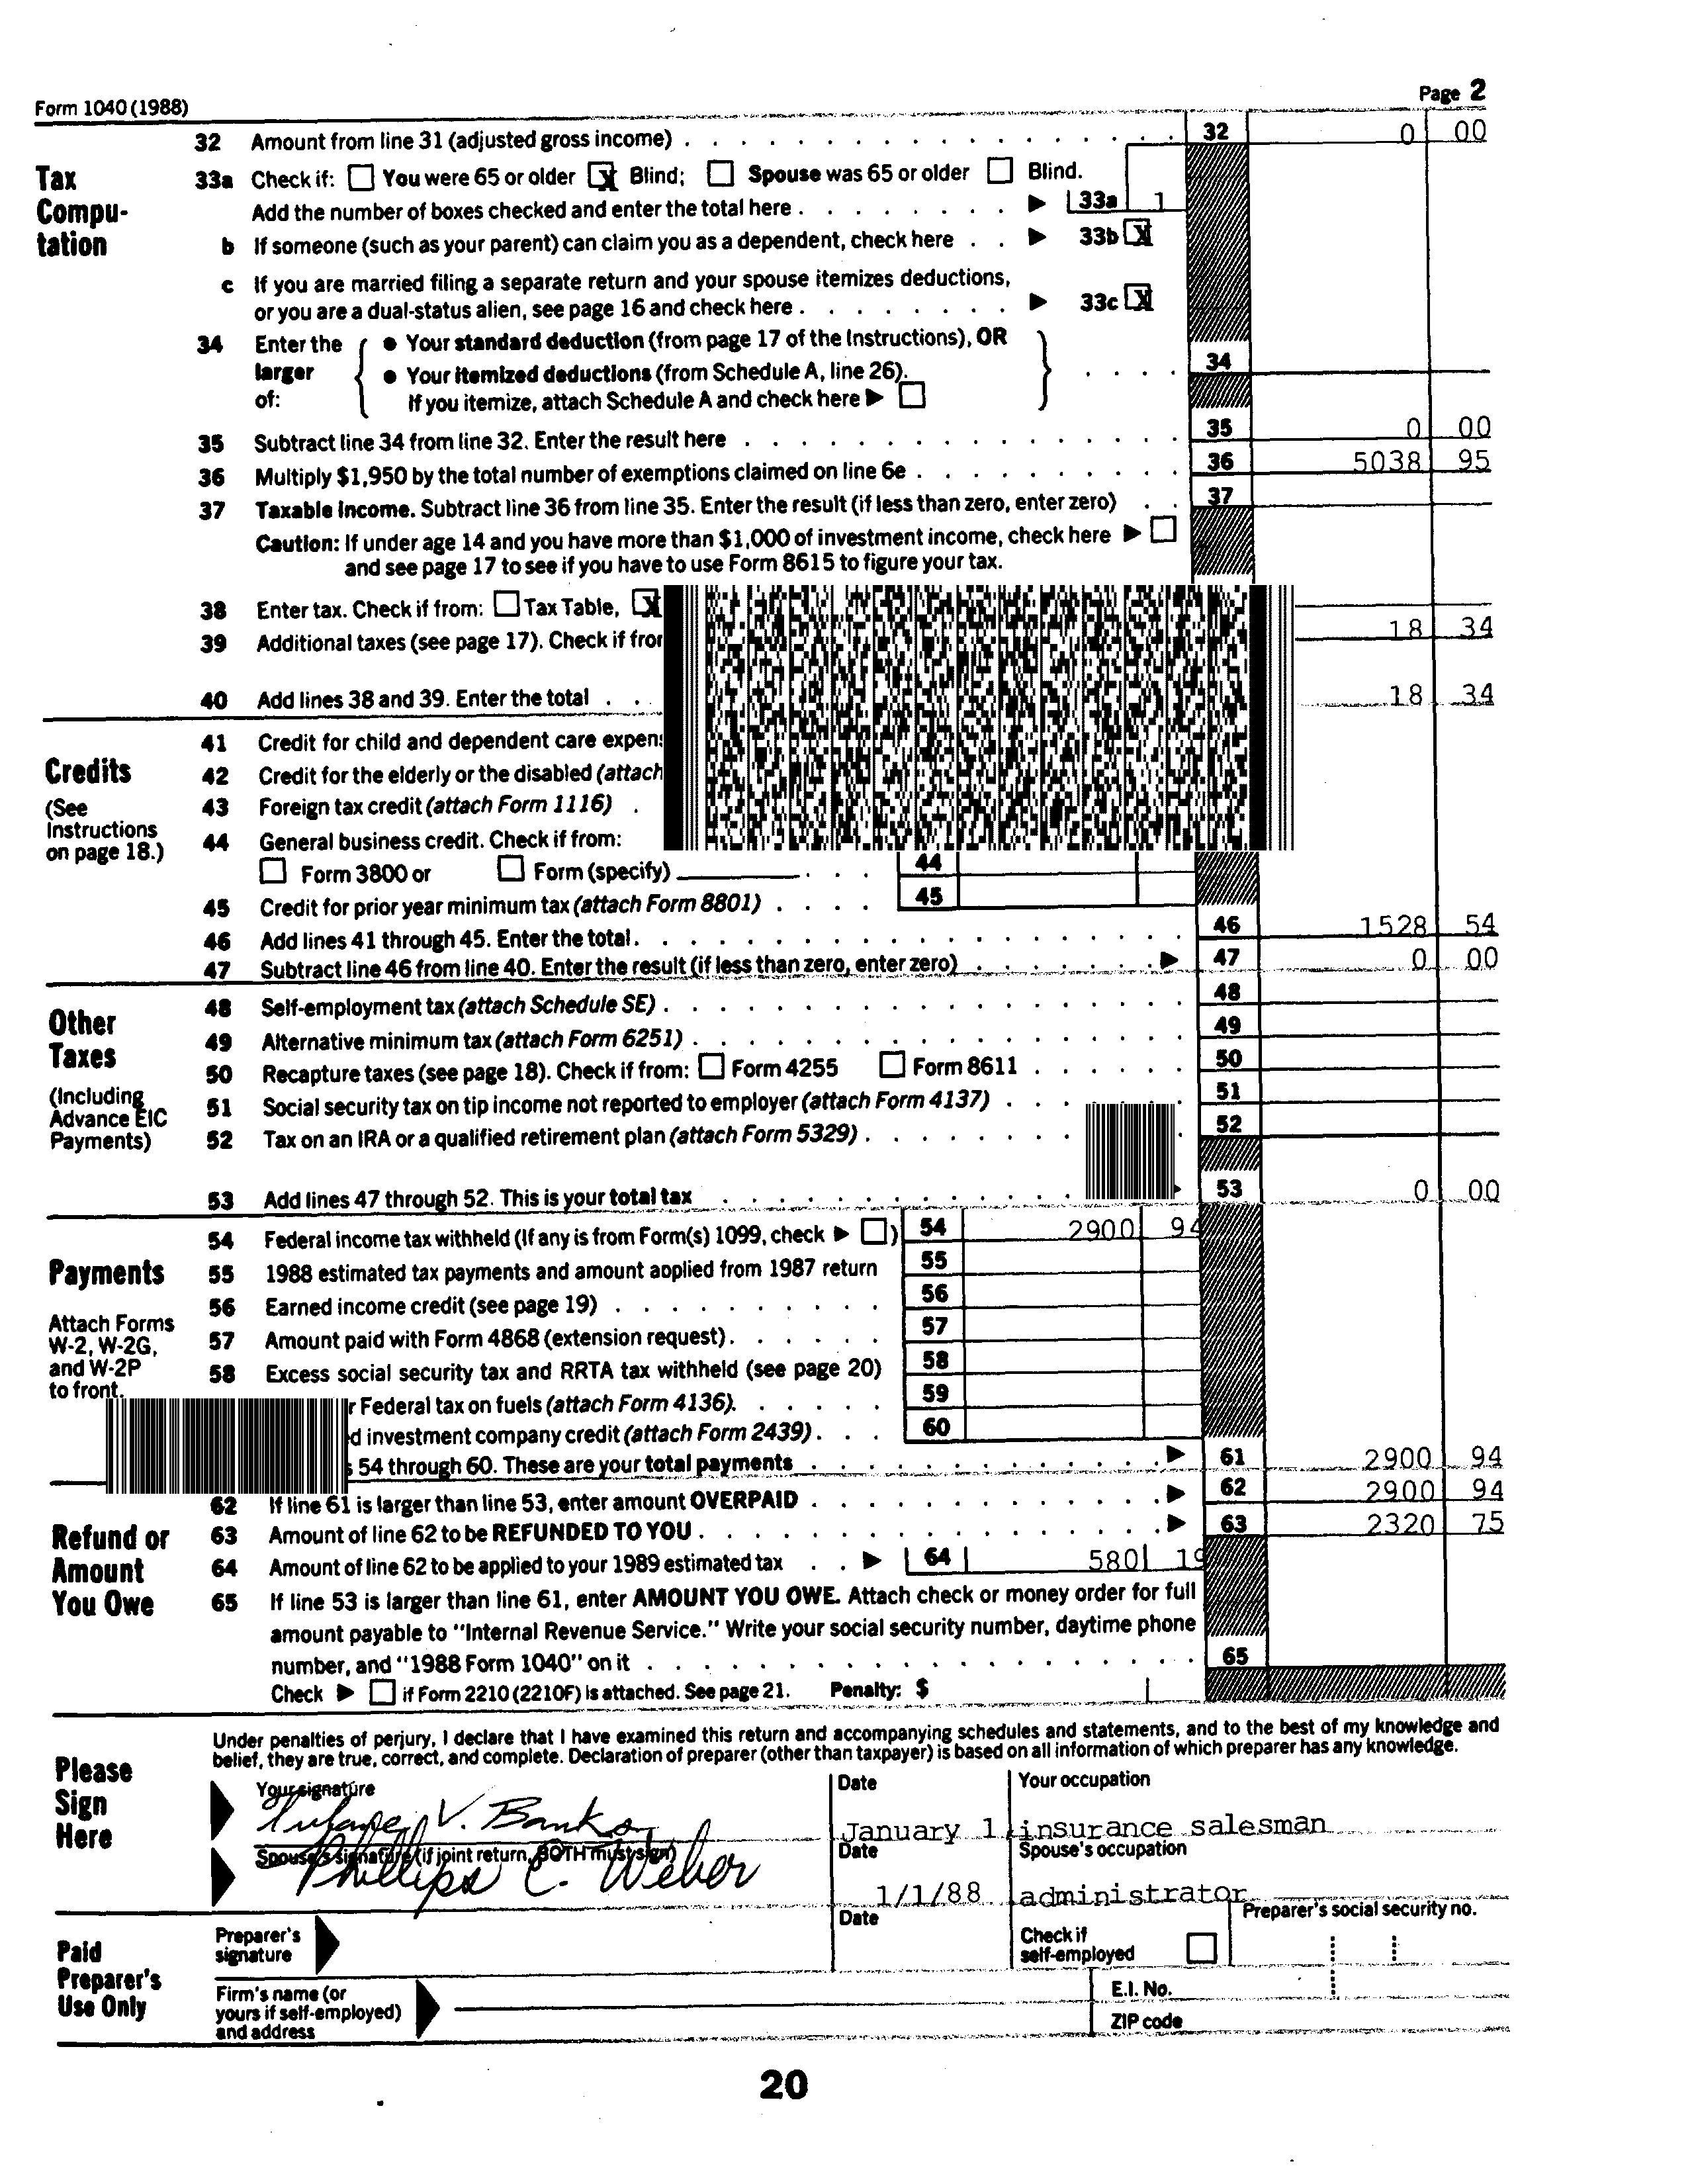 Form 1040 (1988) Page 2
32 Amount from line 31 (adjusted gross income) . . . 32 0 00
Tax Computation
33a Check if: You were 65 or older X Blind; Spouse was 65 or older Blind.
Add the number of boxes checked and enter the total here . . . 33a 1
b If someone (such as your parent) can claim you as a dependent, check here . . 33b X
c If you are married filing a separate return and your spouse itemizes deductions,
or you are a dual-status alien, see page 16 and check here . . . 33c X
34 Enter the larger of: • Your standard deduction (from page 17 of the Instructions), OR
• Your itemized deductions (from Schedule A, line 26). 34
If you itemize, attach Schedule A and check here
35 Subtract line 34 from line 32. Enter the result here . . . 35 0 00
36 Multiply $1,950 by the total number of exemptions claimed on line 6e . . . 36 5038 95
37 Taxable Income. Subtract line 36 from line 35. Enter the result (if less than zero, enter zero) . . 37
Caution: If under age 14 and you have more than $1,000 of investment income, check here
and see page 17 to see if you have to use Form 8615 to figure your tax.
38 Enter tax. Check if from: Tax Table, X
39 Additional taxes (see page 17). Check if 18 34
40 Add lines 38 and 39. Enter the total . . 18 34
Credits
(See Instructions on page 18.)
41 Credit for child and dependent care
42 Credit for the elderly or the disabled (attach
43 Foreign tax credit (attach Form 1116) .
44 General business credit. Check if from:
Form 3800 or Form (specify) . . . 44
45 Credit for prior year minimum tax (attach Form 8801) . . . . 45
46 Add lines 41 through 45. Enter the total . . . 46 1528 54
47 Subtract line 46 from line 40. Enter the result (if less than zero, enter zero) . . . 47 0 00
Other Taxes
(Including Advance EIC Payments)
48 Self-employment tax (attach Schedule SE) . . . 48
49 Alternative minimum tax (attach Form 6251) . . . 49
50 Recapture taxes (see page 18). Check if from: Form 4255 Form 8611 . . . 50
51 Social security tax on tip income not reported to employer (attach Form 4137) . . . 51
52 Tax on an IRA or a qualified retirement plan (attach Form 5329) . . . 52
53 Add lines 47 through 52. This is your total tax . . . 53 0 00
Payments
Attach Forms W-2, W-2G, and W-2P to front.
54 Federal income tax withheld (If any is from Form(s) 1099, check ) 54 2900 94
55 1988 estimated tax payments and amount applied from 1987 return 55
56 Earned income credit (see page 19) . . . 56
57 Amount paid with Form 4868 (extension request) . . . 57
58 Excess social security tax and RRTA tax withheld (see page 20) 58
r Federal tax on fuels (attach Form 4136). . . . 59
d investment company credit (attach Form 2439) . . . 60
54 through 60. These are your total payments . . . 61 2900 94
62 If line 61 is larger than line 53, enter amount OVERPAID . . . 62 2900 94
Refund or Amount You Owe
63 Amount of line 62 to be REFUNDED TO YOU . . . 63 2320 75
64 Amount of line 62 to be applied to your 1989 estimated tax . . 64 580 19
65 If line 53 is larger than line 61, enter AMOUNT YOU OWE. Attach check or money order for full
amount payable to "Internal Revenue Service." Write your social security number, daytime phone
number, and "1988 Form 1040" on it . . . 65
Check if Form 2210 (2210F) is attached. See page 21. Penalty: $
Please Sign Here
Under penalties of perjury, I declare that I have examined this return and accompanying schedules and statements, and to the best of my knowledge and
belief, they are true, correct, and complete. Declaration of preparer (other than taxpayer) is based on all information of which preparer has any knowledge.
Your signature Date Your occupation
V. Banks January 1 insurance salesman
Spouse's signature (if joint return, BOTH must sign) Date Spouse's occupation
Phillips C. Weber 1/1/88 administrator
Paid Preparer's Use Only
Preparer's signature Date Check if self-employed Preparer's social security no.
Firm's name (or yours if self-employed) and address E.I. No.
ZIP code
20